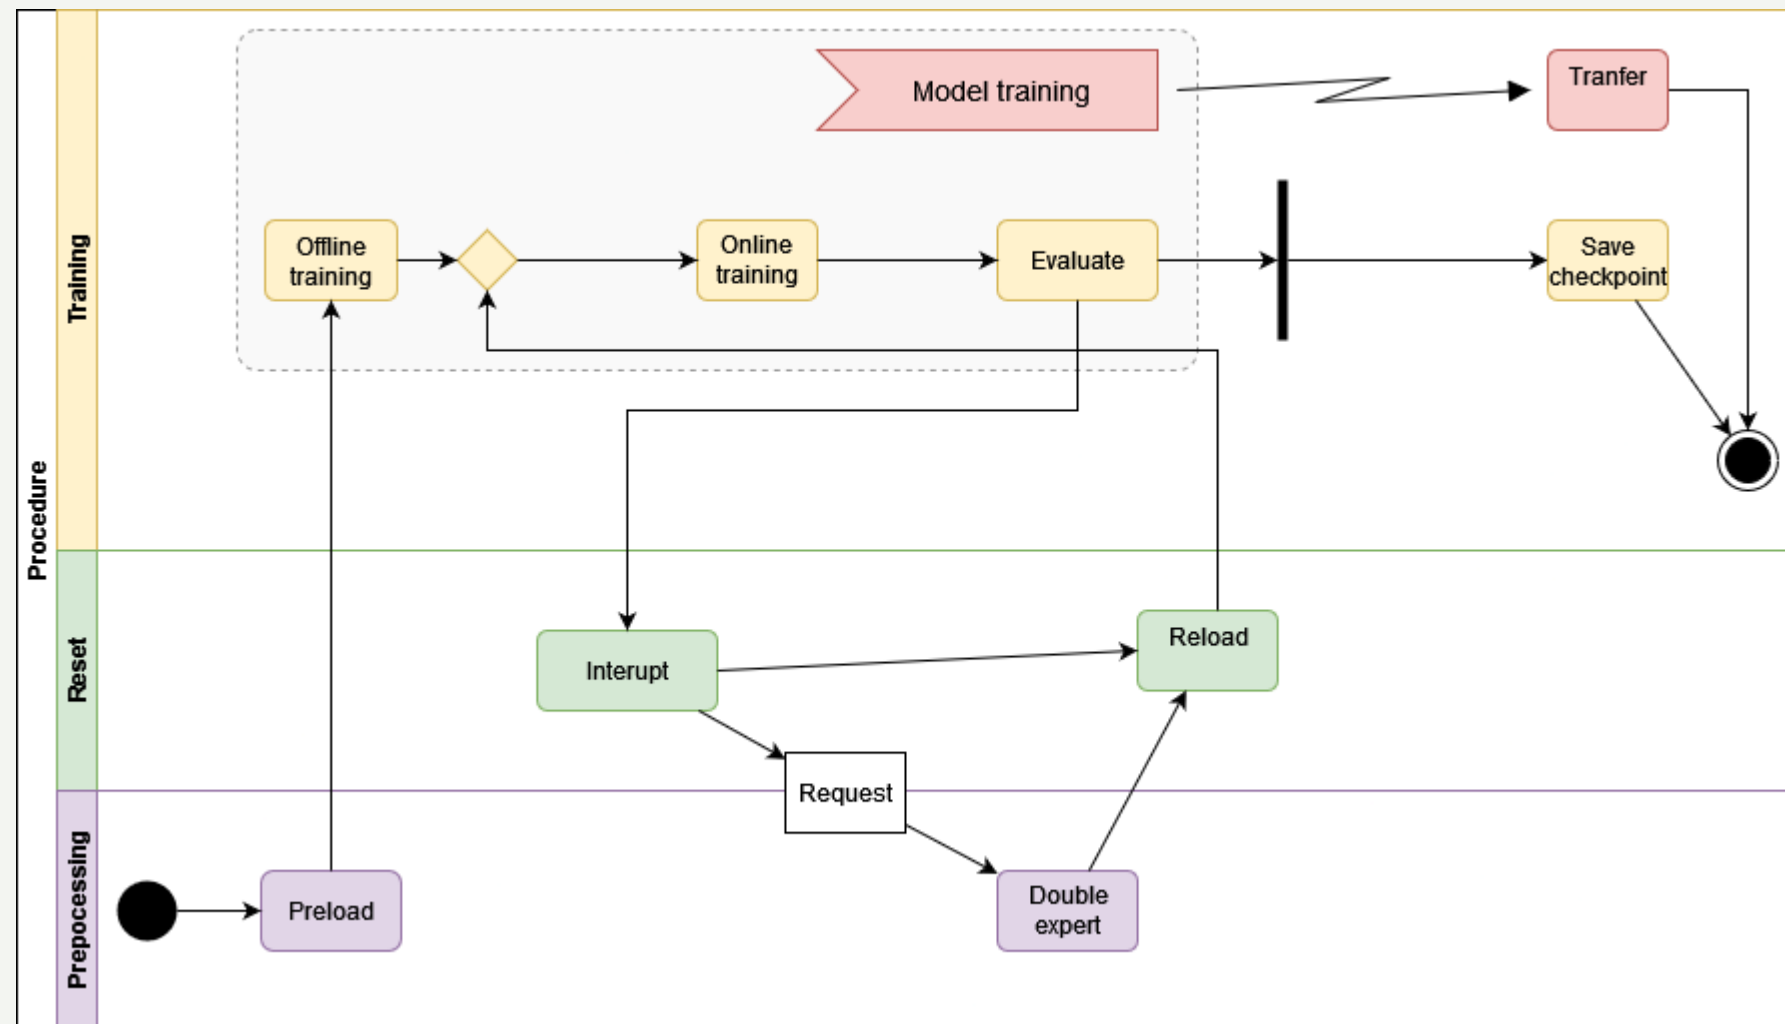 Procedure
Training
Model training
Tranfer
Offline
training
Online
training
Evaluate
Save
checkpoint
Reset
Interupt
Reload
Request
Prepocessing
Preload
Double
expert